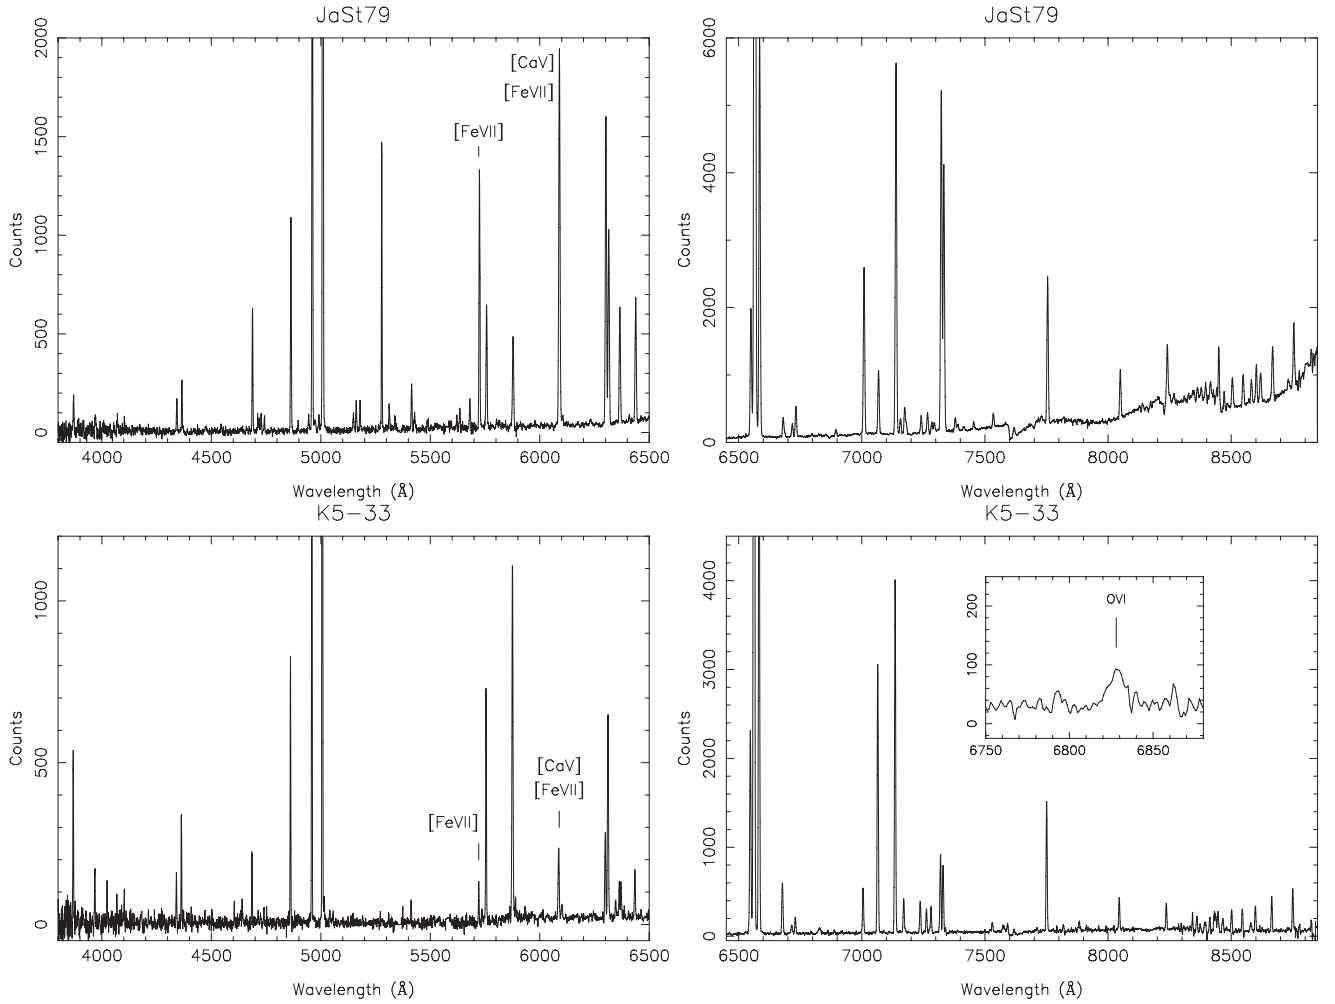 JaSt79
2000
1500
1000
500
0
Counts
[CaV]
[FeVII]
[FeVII]
4000 4500 5000 5500 6000 6500
Wavelength (Å)
JaSt79
6000
4000
2000
0
Counts
6500 7000 7500 8000 8500
Wavelength (Å)
K5−33
1000
500
0
Counts
[CaV]
[FeVII]
[FeVII]
4000 4500 5000 5500 6000 6500
Wavelength (Å)
K5−33
4000
3000
2000
1000
0
Counts
OVI
200
100
0
6750 6800 6850
6500 7000 7500 8000 8500
Wavelength (Å)